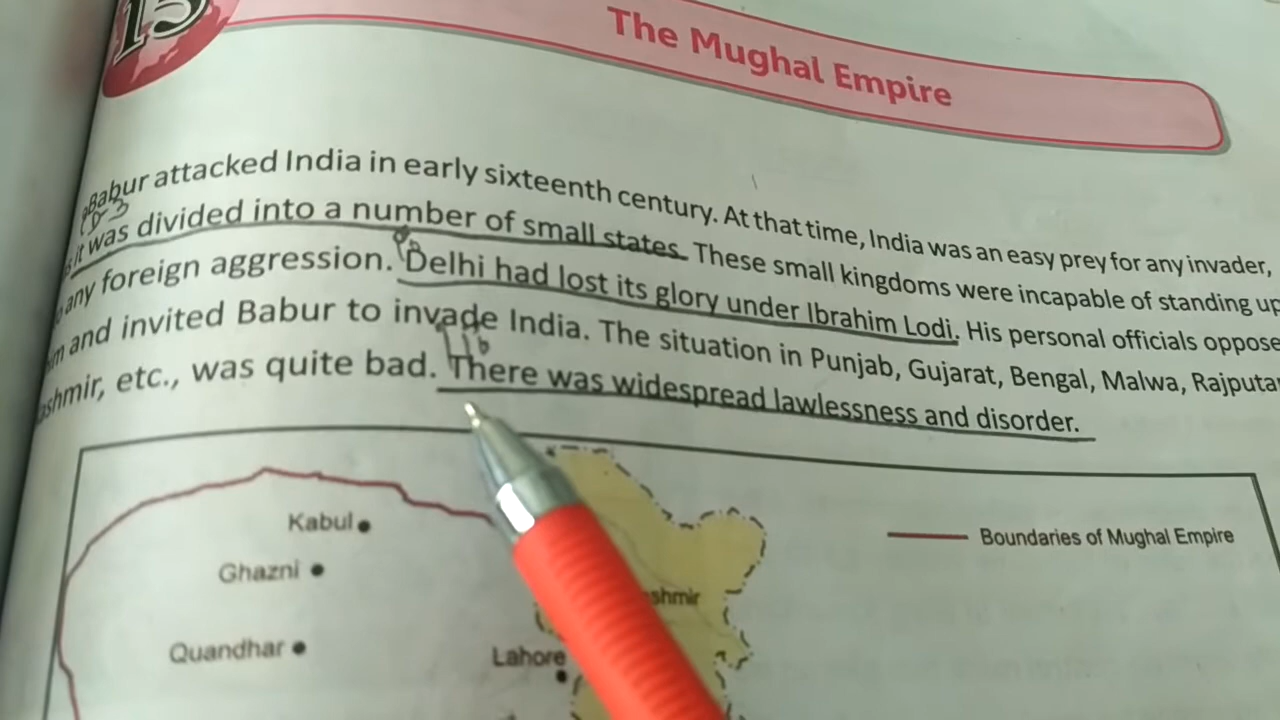 15
The Mughal Empire
Babur attacked India in early sixteenth century. At that time, India was an easy prey for any invader,
it was divided into a number of small states. These small kingdoms were incapable of standing up
any foreign aggression. Delhi had lost its glory under Ibrahim Lodi. His personal officials oppose
and invited Babur to invade India. The situation in Punjab, Gujarat, Bengal, Malwa, Rajputa
ashmir, etc., was quite bad. There was widespread lawlessness and disorder.
Kabul
Boundaries of Mughal Empire
Ghazni
shmir
Quandhar
Lahore